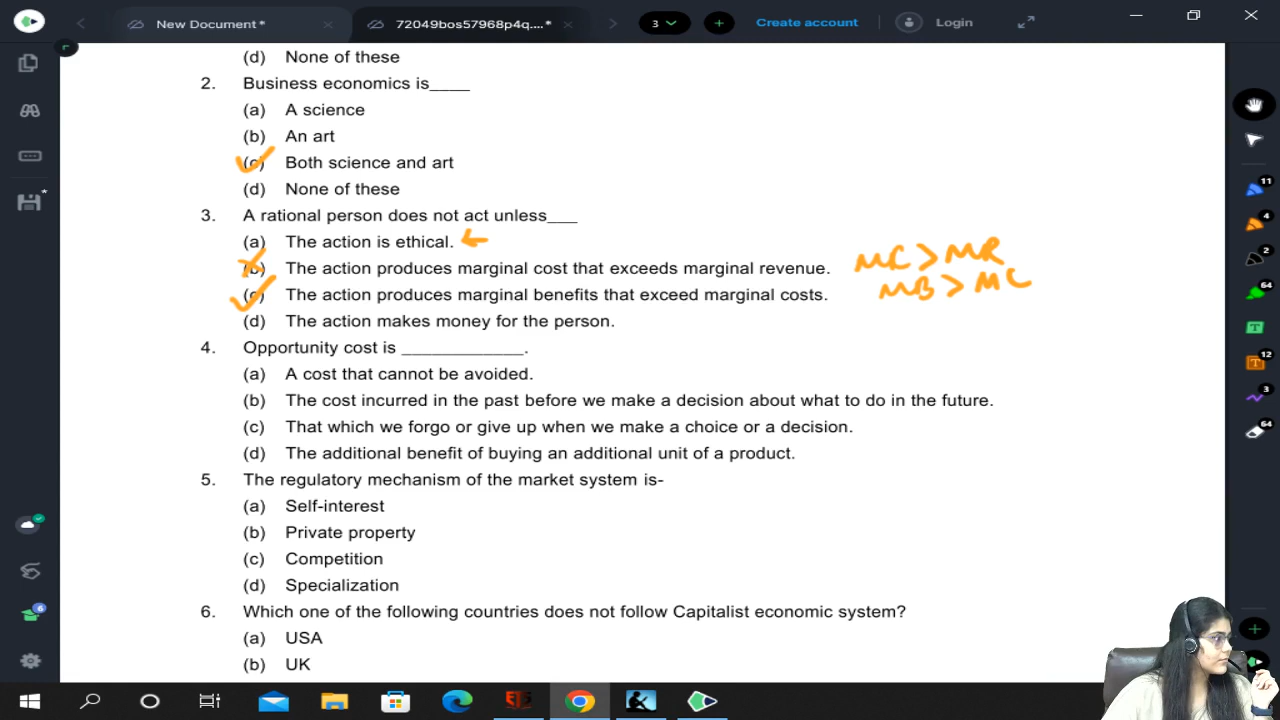 New Document*
72049bos57968p4q....*
3
Create account
Login
(d) None of these
2. Business economics is____
(a) A science
(b) An art
(c) Both science and art
(d) None of these
3. A rational person does not act unless___
(a) The action is ethical.
(b) The action produces marginal cost that exceeds marginal revenue. MC > MR
(c) The action produces marginal benefits that exceed marginal costs. MB > MC
(d) The action makes money for the person.
4. Opportunity cost is _____________.
(a) A cost that cannot be avoided.
(b) The cost incurred in the past before we make a decision about what to do in the future.
(c) That which we forgo or give up when we make a choice or a decision.
(d) The additional benefit of buying an additional unit of a product.
5. The regulatory mechanism of the market system is-
(a) Self-interest
(b) Private property
(c) Competition
(d) Specialization
6. Which one of the following countries does not follow Capitalist economic system?
(a) USA
(b) UK
11
4
2
64
12
3
64
6